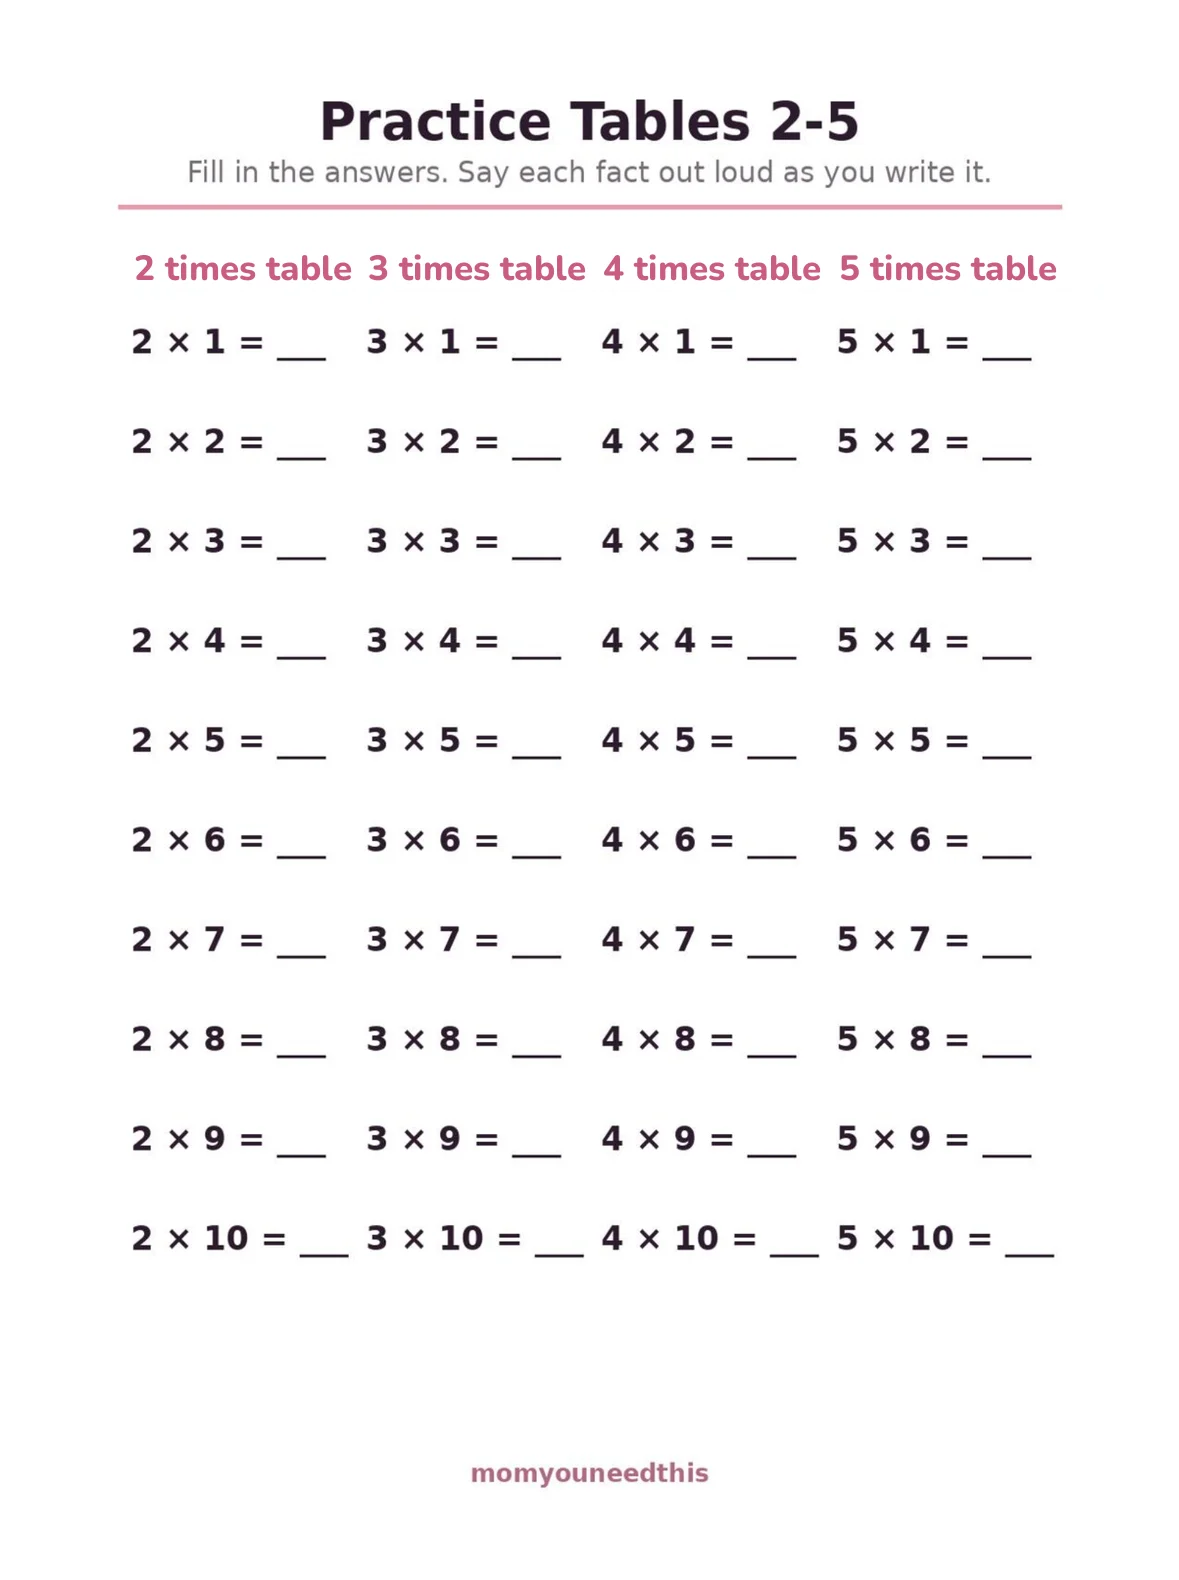 Practice Tables 2-5
Fill in the answers. Say each fact out loud as you write it.
2 times table 3 times table 4 times table 5 times table
2 × 1 = ___ 3 × 1 = ___ 4 × 1 = ___ 5 × 1 = ___
2 × 2 = ___ 3 × 2 = ___ 4 × 2 = ___ 5 × 2 = ___
2 × 3 = ___ 3 × 3 = ___ 4 × 3 = ___ 5 × 3 = ___
2 × 4 = ___ 3 × 4 = ___ 4 × 4 = ___ 5 × 4 = ___
2 × 5 = ___ 3 × 5 = ___ 4 × 5 = ___ 5 × 5 = ___
2 × 6 = ___ 3 × 6 = ___ 4 × 6 = ___ 5 × 6 = ___
2 × 7 = ___ 3 × 7 = ___ 4 × 7 = ___ 5 × 7 = ___
2 × 8 = ___ 3 × 8 = ___ 4 × 8 = ___ 5 × 8 = ___
2 × 9 = ___ 3 × 9 = ___ 4 × 9 = ___ 5 × 9 = ___
2 × 10 = ___ 3 × 10 = ___ 4 × 10 = ___ 5 × 10 = ___
momyouneedthis